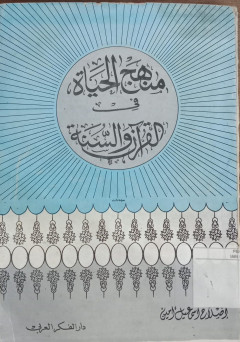 منهج الحياة
في
القرآن والسنة
دار الفكر العربي